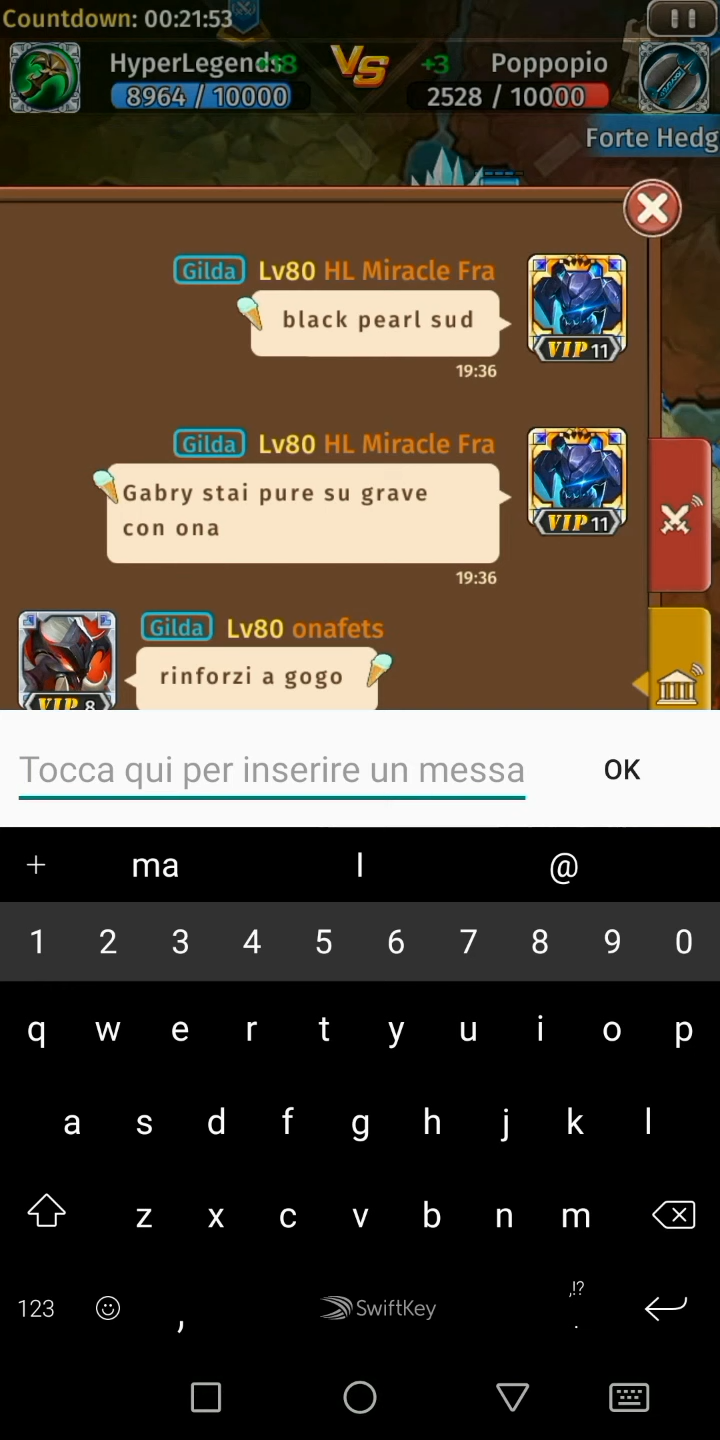 Countdown: 00:21:53
HyperLegends +8 VS +3 Poppopio
8964 / 10000 2528 / 10000
Forte Hedg
Gilda Lv80 HL Miracle Fra
black pearl sud
VIP 11
19:36
Gilda Lv80 HL Miracle Fra
Gabry stai pure su grave
con ona
VIP 11
19:36
Gilda Lv80 onafets
rinforzi a gogo
VIP 8
Tocca qui per inserire un messa OK
+ ma l @
1 2 3 4 5 6 7 8 9 0
q w e r t y u i o p
a s d f g h j k l
z x c v b n m
123 , SwiftKey ,!? .